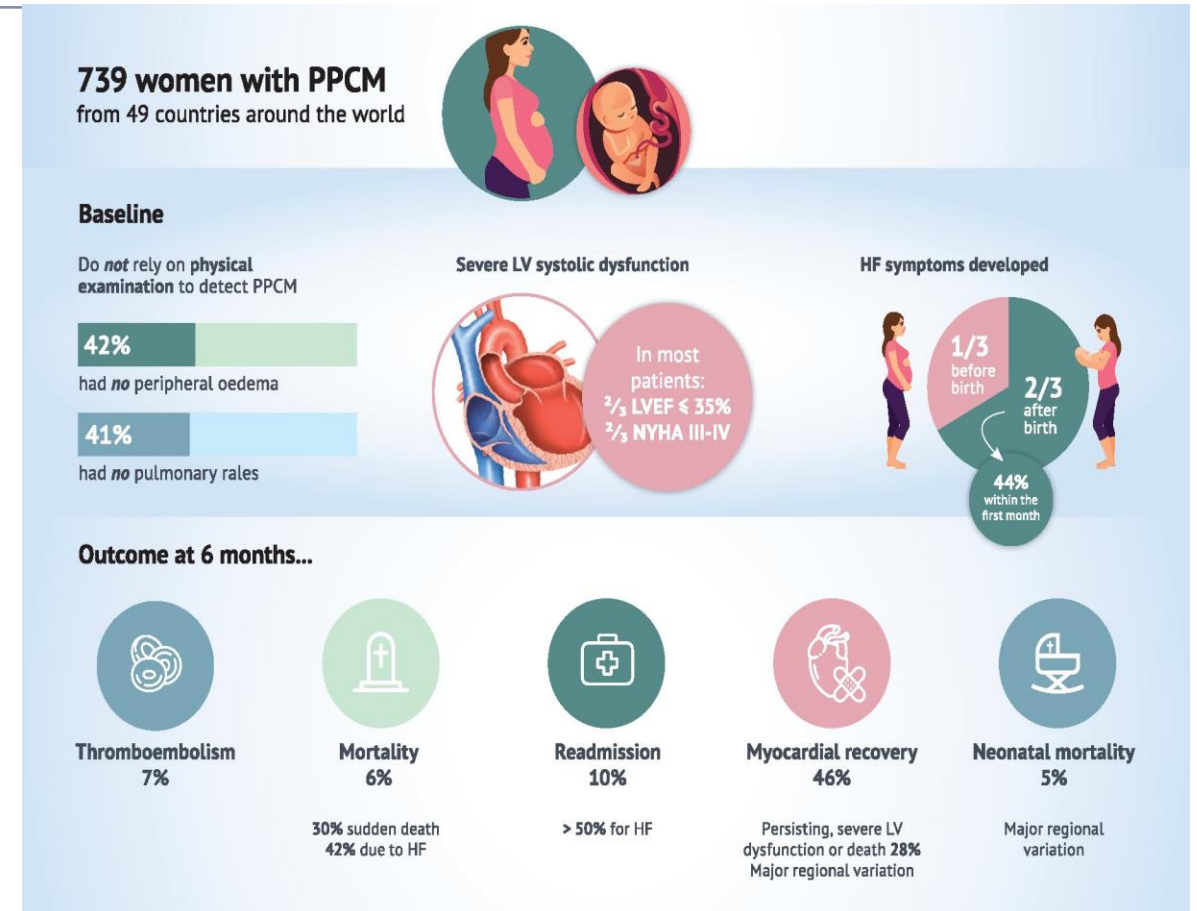 739 women with PPCM
from 49 countries around the world
Baseline
Do not rely on physical
examination to detect PPCM
42%
had no peripheral oedema
41%
had no pulmonary rales
Severe LV systolic dysfunction
In most
patients:
²/₃ LVEF ⩽ 35%
²/₃ NYHA III-IV
HF symptoms developed
1/3
before
birth
2/3
after
birth
44%
within the
first month
Outcome at 6 months...
Thromboembolism
7%
Mortality
6%
30% sudden death
42% due to HF
Readmission
10%
> 50% for HF
Myocardial recovery
46%
Persisting, severe LV
dysfunction or death 28%
Major regional variation
Neonatal mortality
5%
Major regional
variation